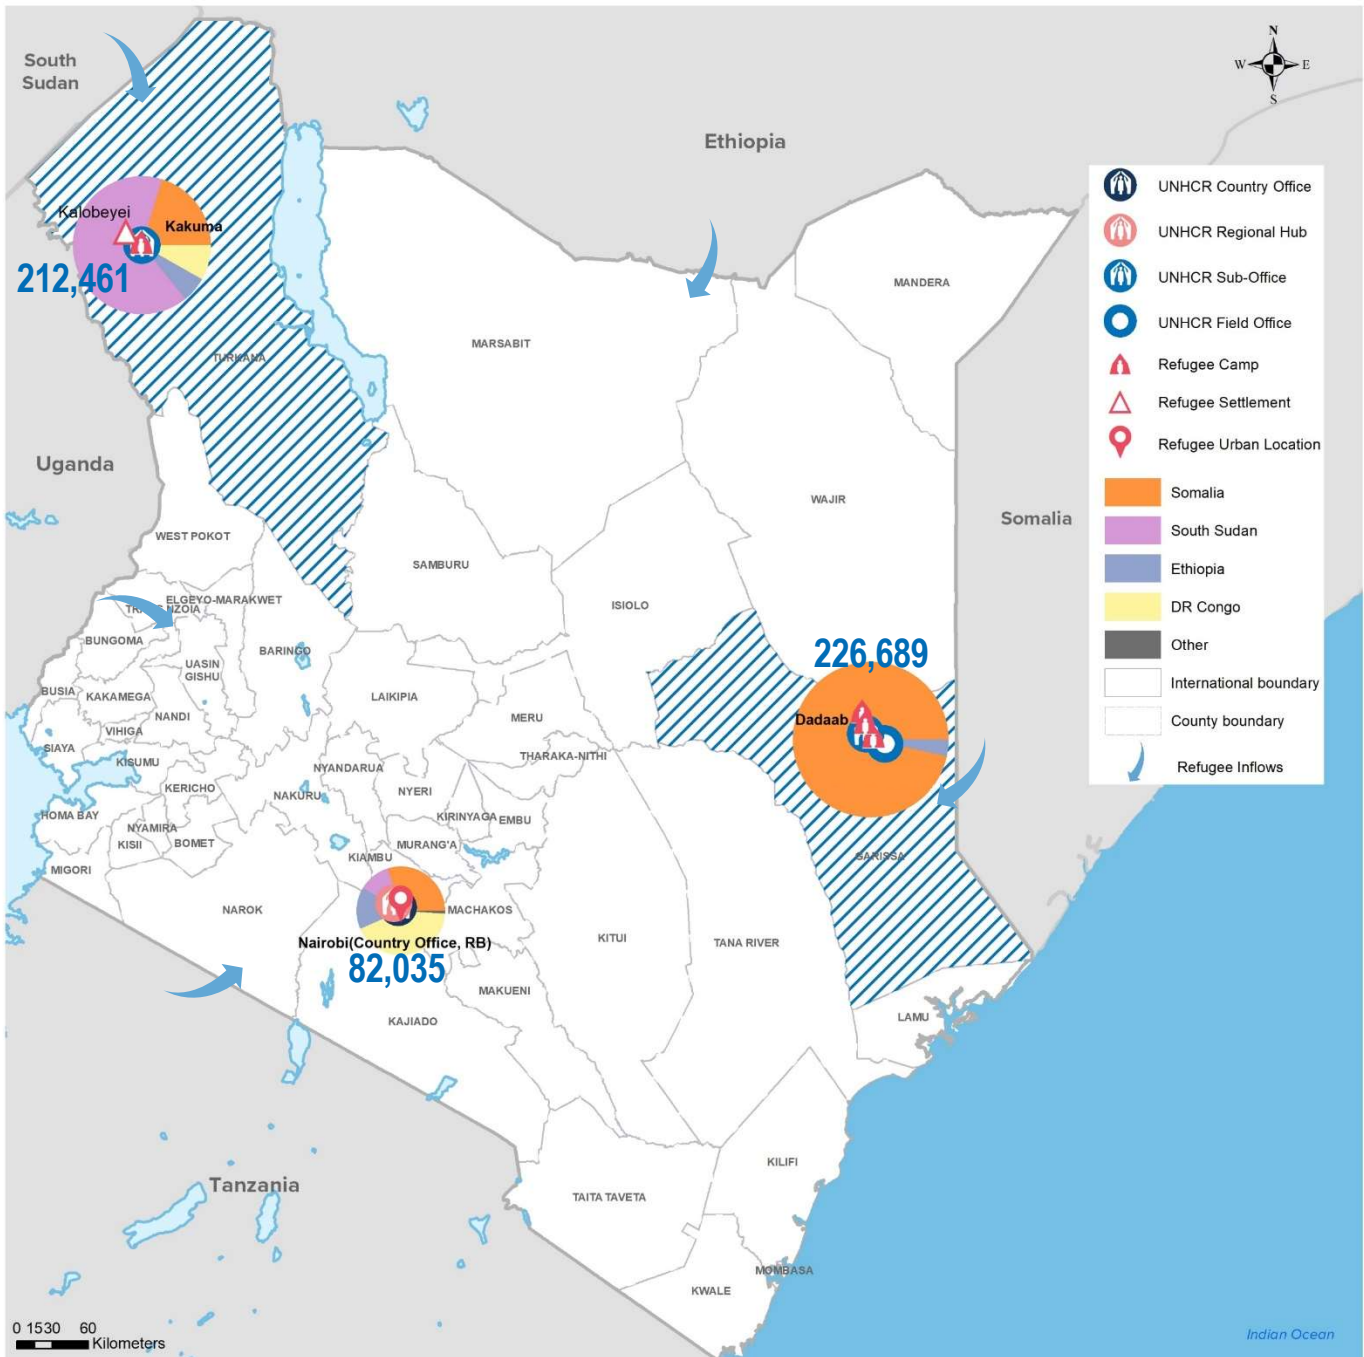 South
Sudan
Ethiopia
N
W
E
S
Kalobeyei
Kakuma
212,461
TURKANA
MARSABIT
MANDERA
Uganda
WAJIR
Somalia
WEST POKOT
SAMBURU
ISIOLO
ELGEYO-MARAKWET
TRANS NZOIA
BUNGOMA
UASIN
GISHU
BARINGO
BUSIA
KAKAMEGA
NANDI
LAIKIPIA
MERU
226,689
Dadaab
SIAYA
VIHIGA
KISUMU
NYANDARUA
THARAKA-NITHI
KERICHO
NAKURU
NYERI
HOMA BAY
NYAMIRA
KISII
BOMET
KIRINYAGA
EMBU
MURANG'A
KIAMBU
MIGORI
GARISSA
NAROK
MACHAKOS
Nairobi(Country Office, RB)
82,035
KITUI
TANA RIVER
MAKUENI
KAJIADO
LAMU
Tanzania
TAITA TAVETA
KILIFI
MOMBASA
KWALE
Indian Ocean
0 1530 60
Kilometers
UNHCR Country Office
UNHCR Regional Hub
UNHCR Sub-Office
UNHCR Field Office
Refugee Camp
Refugee Settlement
Refugee Urban Location
Somalia
South Sudan
Ethiopia
DR Congo
Other
International boundary
County boundary
Refugee Inflows